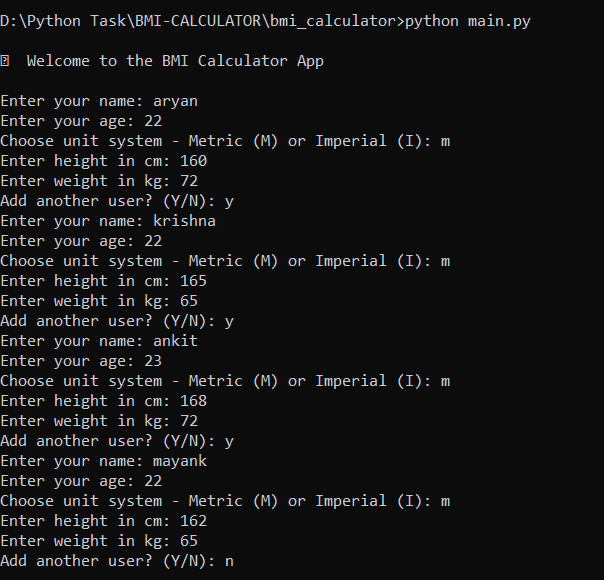 D:\Python Task\BMI-CALCULATOR\bmi_calculator>python main.py
Welcome to the BMI Calculator App
Enter your name: aryan
Enter your age: 22
Choose unit system - Metric (M) or Imperial (I): m
Enter height in cm: 160
Enter weight in kg: 72
Add another user? (Y/N): y
Enter your name: krishna
Enter your age: 22
Choose unit system - Metric (M) or Imperial (I): m
Enter height in cm: 165
Enter weight in kg: 65
Add another user? (Y/N): y
Enter your name: ankit
Enter your age: 23
Choose unit system - Metric (M) or Imperial (I): m
Enter height in cm: 168
Enter weight in kg: 72
Add another user? (Y/N): y
Enter your name: mayank
Enter your age: 22
Choose unit system - Metric (M) or Imperial (I): m
Enter height in cm: 162
Enter weight in kg: 65
Add another user? (Y/N): n